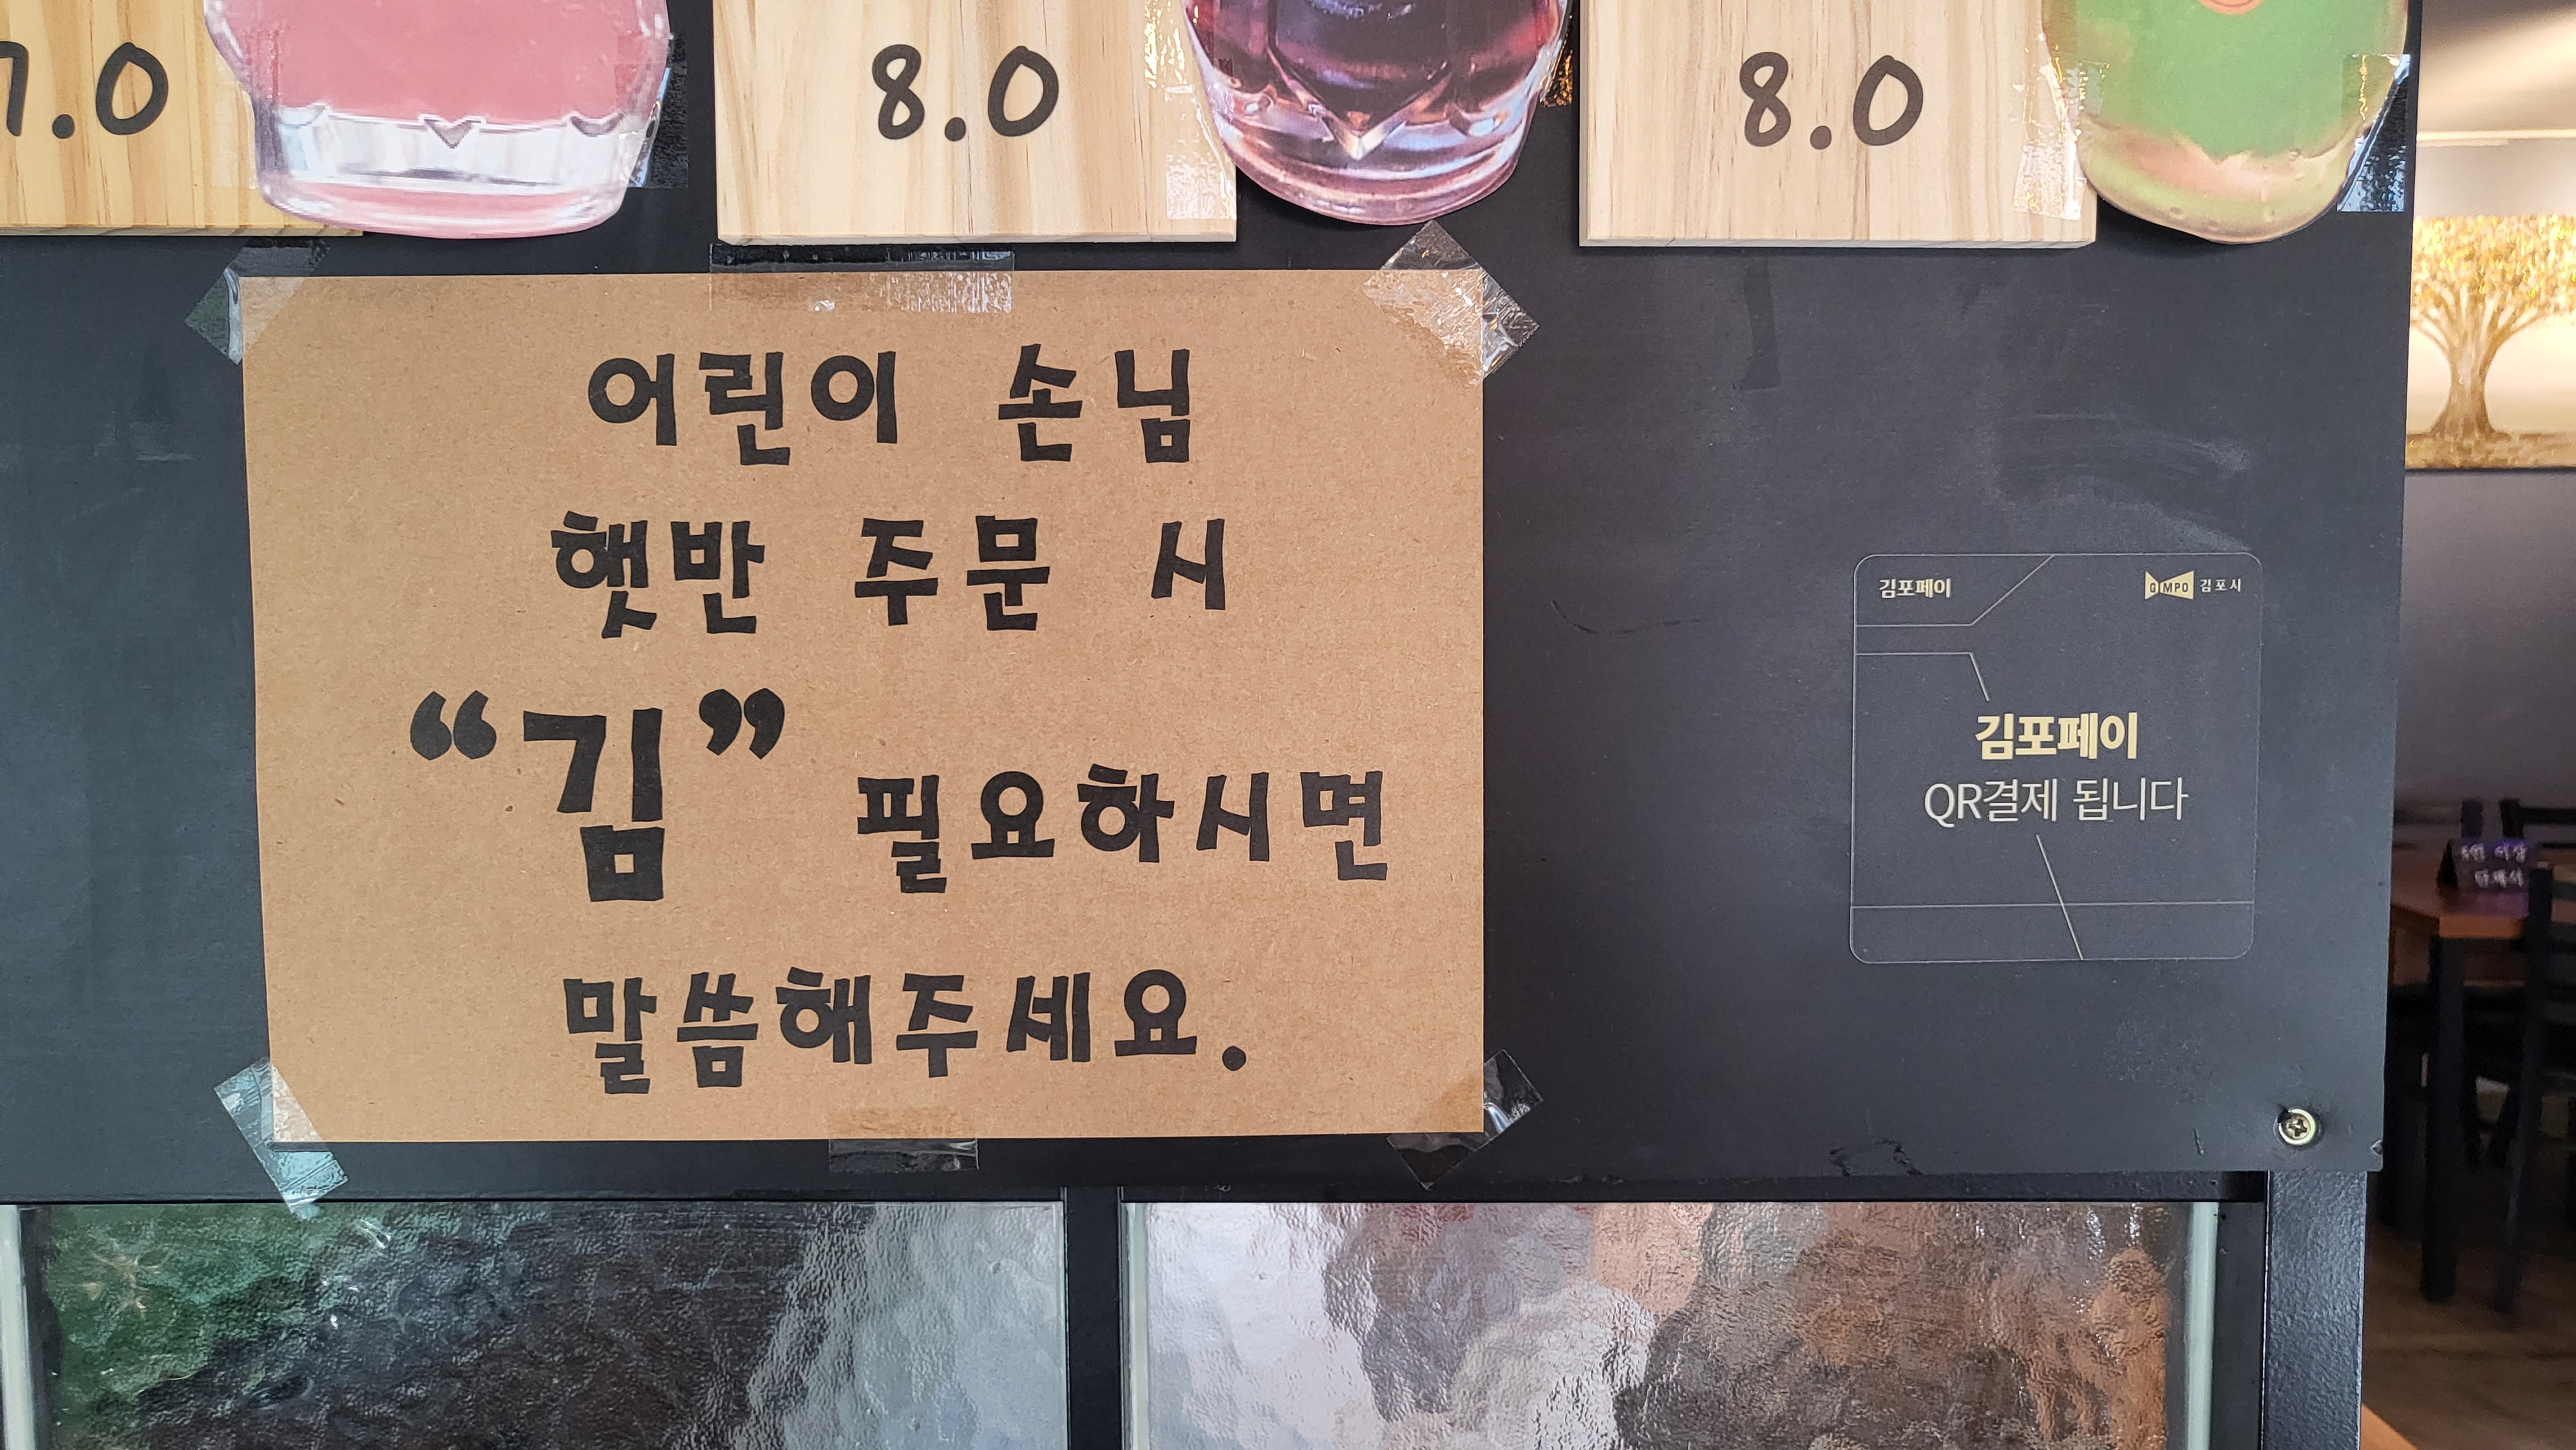 8.0
8.0
어린이 손님
햇반 주문 시
“김” 필요하시면
말씀해주세요.
김포페이
GIMPO 김포시
김포페이
QR결제 됩니다